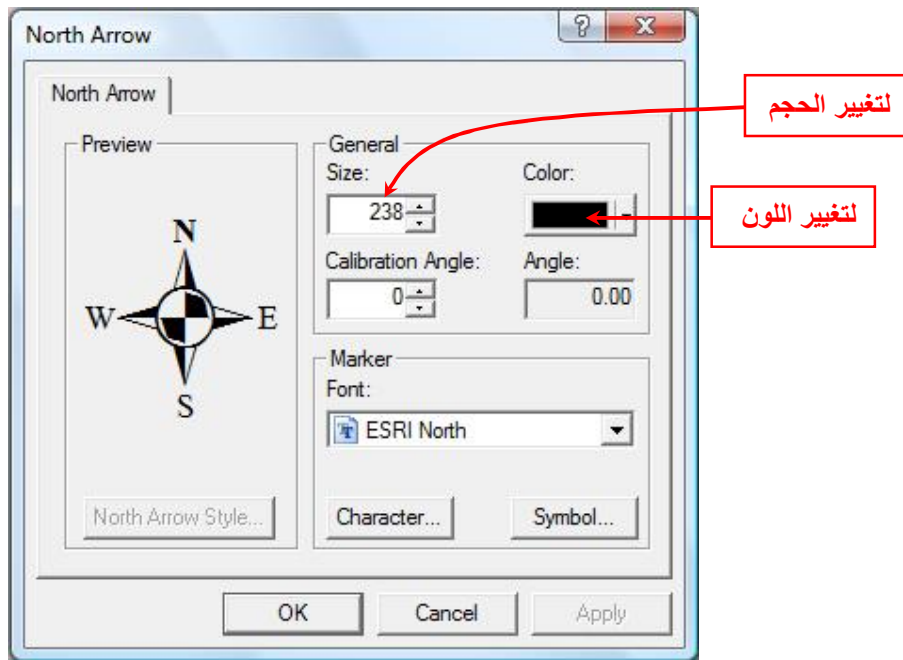 North Arrow
North Arrow
لتغيير الحجم
Preview
General
Size:
Color:
238
لتغيير اللون
N
W
E
S
Calibration Angle:
Angle:
0
0.00
Marker
Font:
ESRI North
North Arrow Style...
Character...
Symbol...
OK
Cancel
Apply